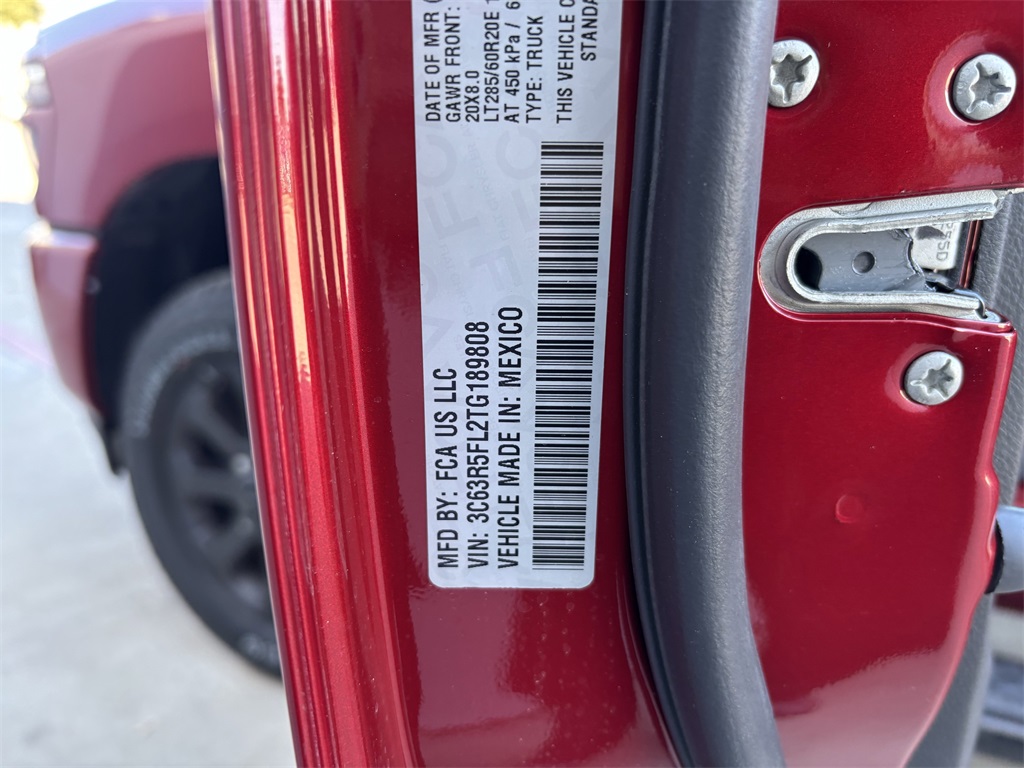 MFD BY: FCA US LLC
DATE OF MFR (
GAWR FRONT:
20X8.0
VIN: 3C63R5FL2TG189808
LT285/60R20E
AT 450 kPa / 6
VEHICLE MADE IN: MEXICO
TYPE: TRUCK
THIS VEHICLE C
STANDA